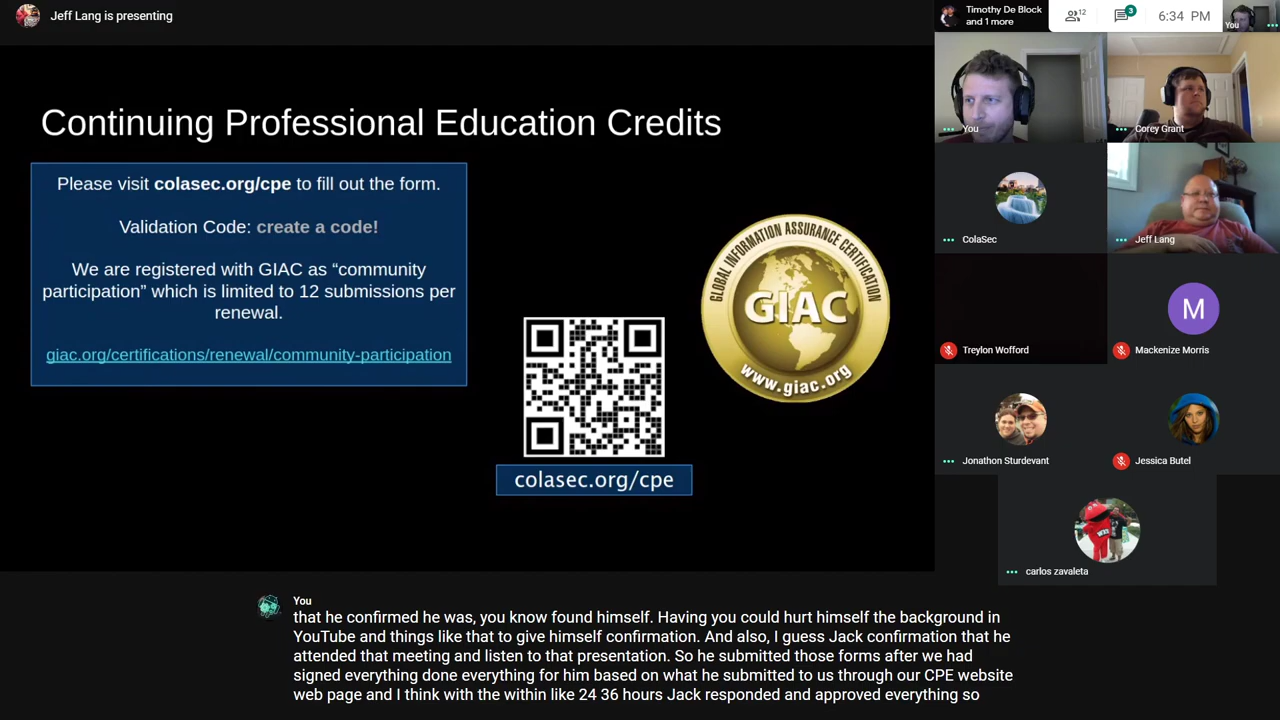 Jeff Lang is presenting
Timothy De Block
and 1 more
12
3
6:34 PM
You
Continuing Professional Education Credits
Please visit colasec.org/cpe to fill out the form.
Validation Code: create a code!
We are registered with GIAC as “community
participation” which is limited to 12 submissions per
renewal.
giac.org/certifications/renewal/community-participation
GLOBAL INFORMATION ASSURANCE CERTIFICATION
GIAC
www.giac.org
colasec.org/cpe
You
Corey Grant
ColaSec
Jeff Lang
Treylon Wofford
M
Mackenize Morris
Jonathon Sturdevant
Jessica Butel
carlos zavaleta
You
that he confirmed he was, you know found himself. Having you could hurt himself the background in
YouTube and things like that to give himself confirmation. And also, I guess Jack confirmation that he
attended that meeting and listen to that presentation. So he submitted those forms after we had
signed everything done everything for him based on what he submitted to us through our CPE website
web page and I think with the within like 24 36 hours Jack responded and approved everything so